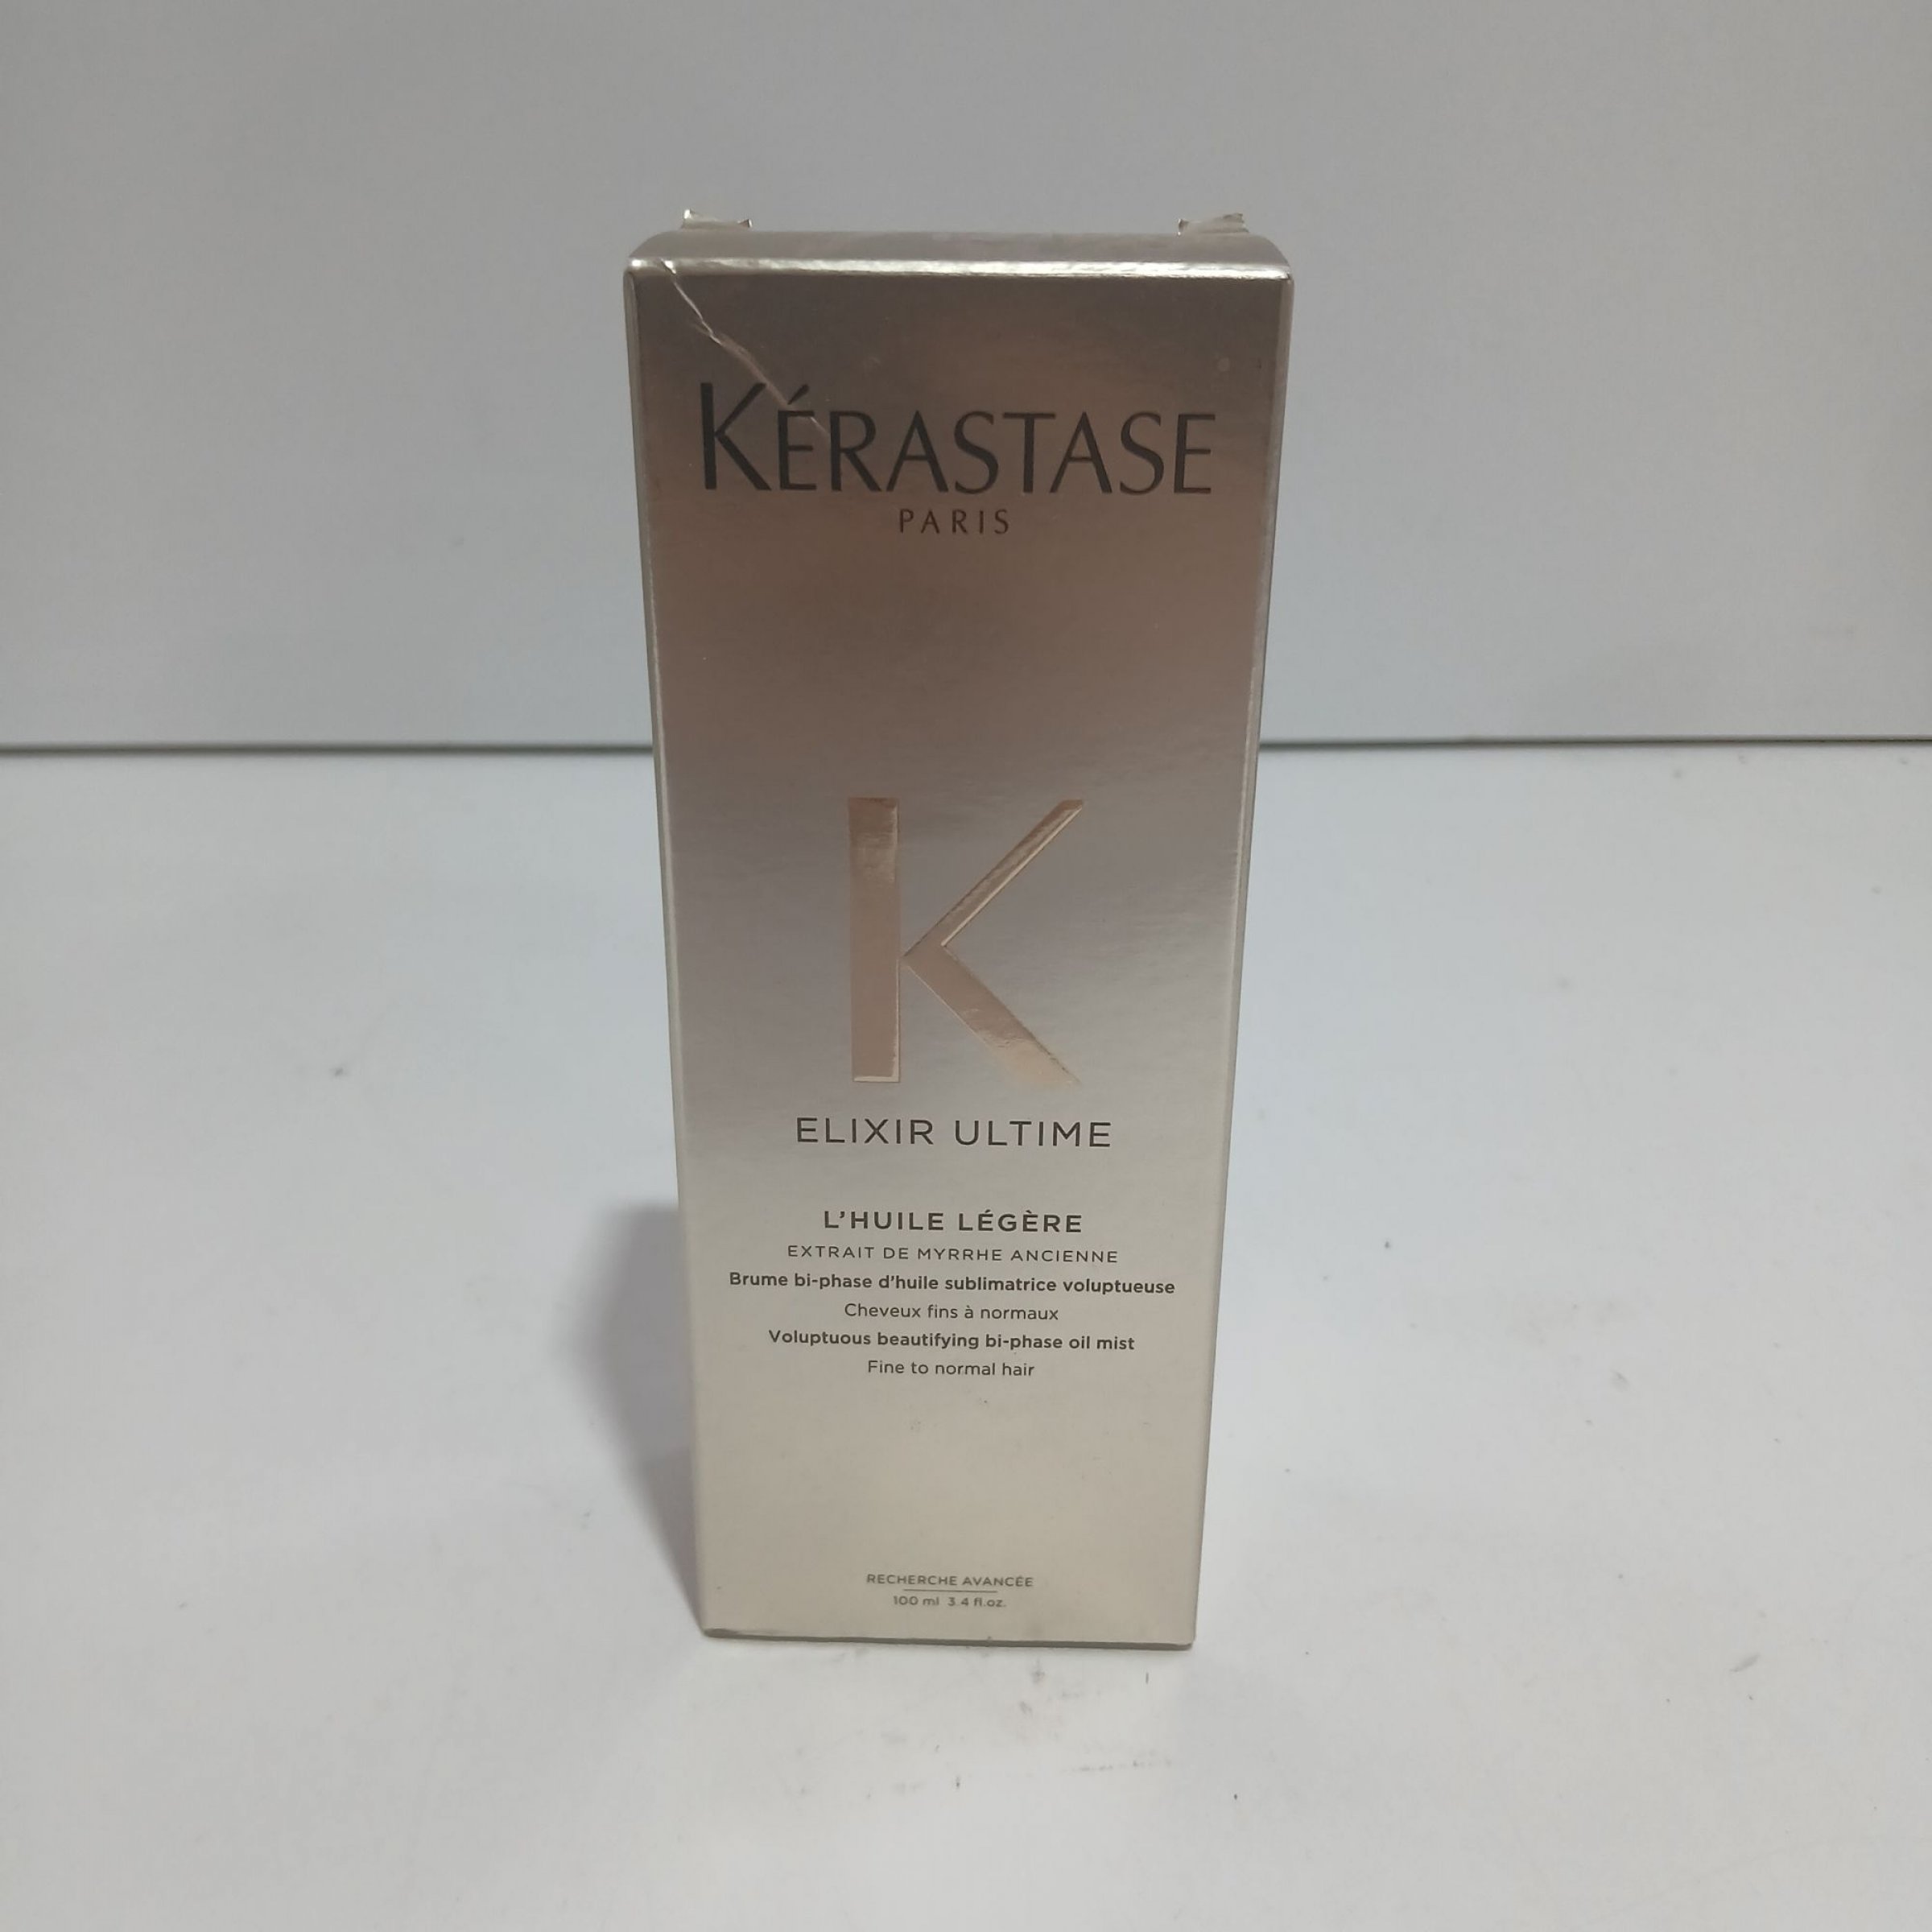 KÉRASTASE
PARIS
K
ELIXIR ULTIME
L'HUILE LÉGÈRE
EXTRAIT DE MYRRHE ANCIENNE
Brume bi-phase d'huile sublimatrice voluptueuse
Cheveux fins à normaux
Voluptuous beautifying bi-phase oil mist
Fine to normal hair
RECHERCHE AVANCÉE
100 ml 3.4 fl.oz.